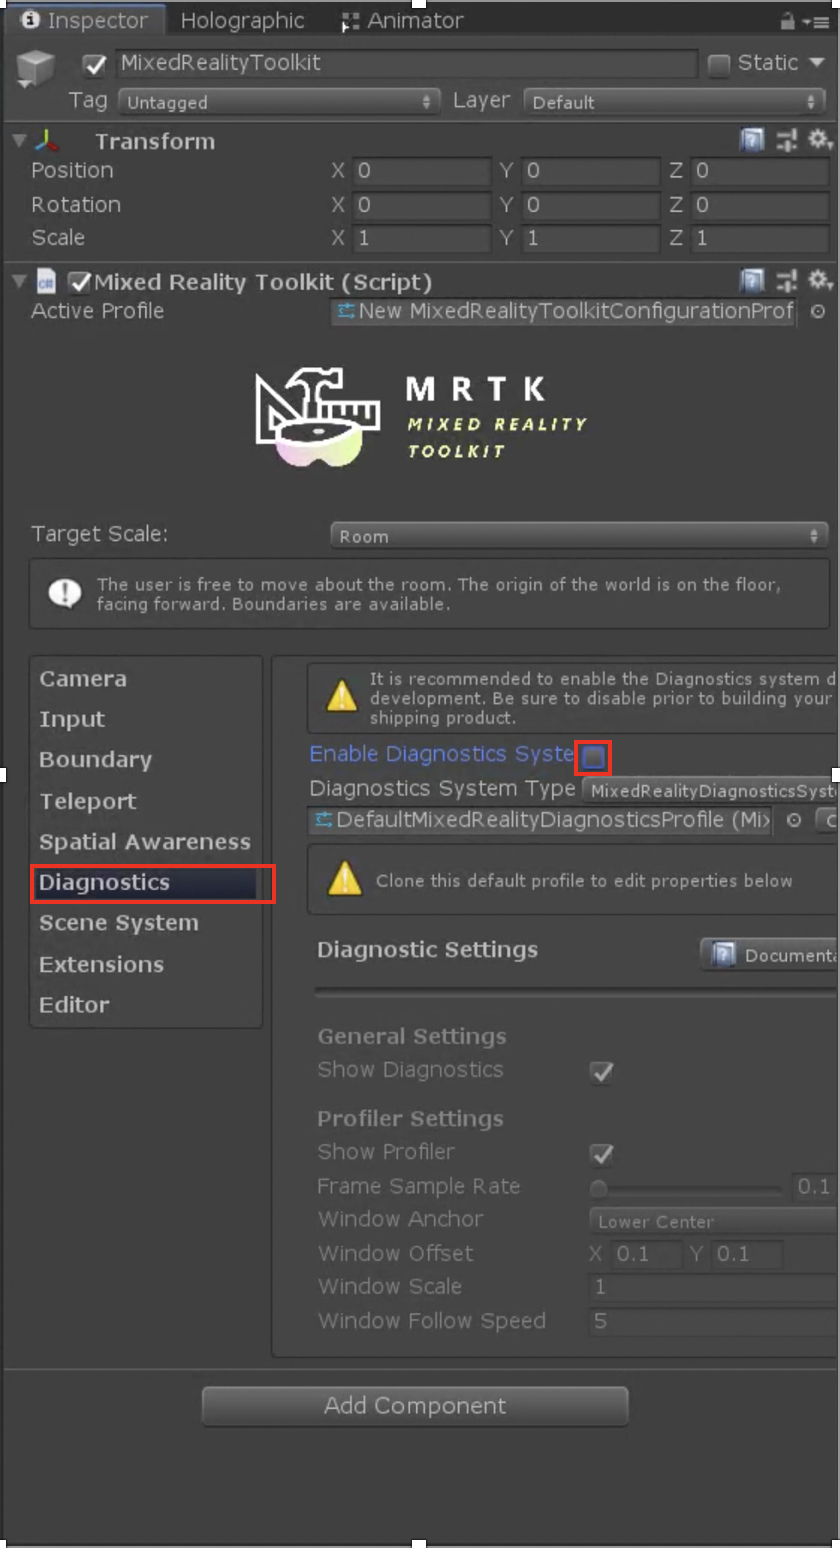 Inspector Holographic Animator
MixedRealityToolkit Static
Tag Untagged Layer Default
Transform
Position X 0 Y 0 Z 0
Rotation X 0 Y 0 Z 0
Scale X 1 Y 1 Z 1
Mixed Reality Toolkit (Script)
Active Profile New MixedRealityToolkitConfigurationProf
MRTK
MIXED REALITY
TOOLKIT
Target Scale: Room
The user is free to move about the room. The origin of the world is on the floor,
facing forward. Boundaries are available.
Camera
Input
Boundary
Teleport
Spatial Awareness
Diagnostics
Scene System
Extensions
Editor
It is recommended to enable the Diagnostics system d
development. Be sure to disable prior to building your
shipping product.
Enable Diagnostics Syste
Diagnostics System Type MixedRealityDiagnosticsSyste
DefaultMixedRealityDiagnosticsProfile (Mix
Clone this default profile to edit properties below
Diagnostic Settings Documenta
General Settings
Show Diagnostics
Profiler Settings
Show Profiler
Frame Sample Rate 0.1
Window Anchor Lower Center
Window Offset X 0.1 Y 0.1
Window Scale 1
Window Follow Speed 5
Add Component